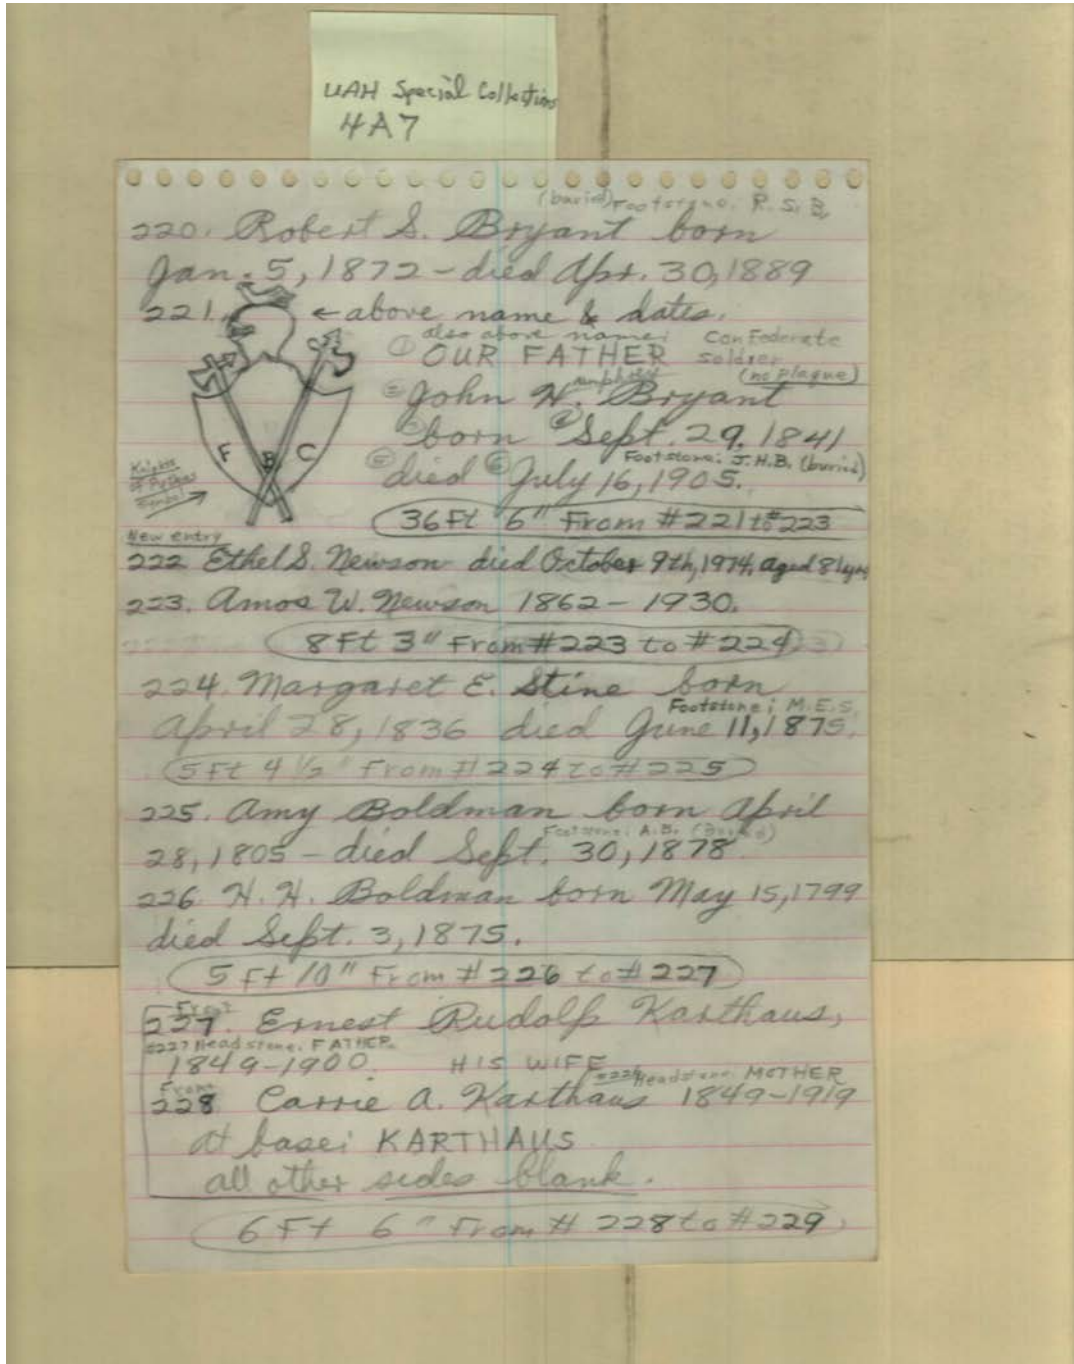 UAH Special Collections
4A7
(buried) Footstone: R.S.B.
220. Robert S. Bryant born
Jan. 5, 1872 - died Apr. 30, 1889
221. ← above name & dates.
also above name: Confederate
① OUR FATHER soldier
(no plaque)
② John H. Bryant
umphrey
③ born ④ Sept. 29, 1841
Footstone: J.H.B. (buried)
⑤ died ⑥ July 16, 1905.
F B C
Knights
of Pythias
Symbol
36Ft 6" From #221 to #223
New entry
222 Ethel S. Newson died October 9th, 1974, aged 81 yrs
223. Amos W. Newson 1862 - 1930.
8Ft 3" From #223 to #224
224. Margaret E. Stine born
Footstone: M.E.S.
April 28, 1836 died June 11, 1875.
5Ft 4 1/2" From #224 to #225
225. Amy Boldman born April
Footstone: A.B. (Buried)
28, 1805 - died Sept. 30, 1878
226. H. H. Boldman born May 15, 1799
died Sept. 3, 1875.
5 Ft 10" From #226 to #227
Front
227. Ernest Rudolf Karthaus,
#227 Headstone: FATHER
1849-1900. HIS WIFE
#228 Headstone: MOTHER
Front
228 Carrie A. Karthaus 1849-1919
at base: KARTHAUS
all other sides blank.
6 Ft 6" From #228 to #229